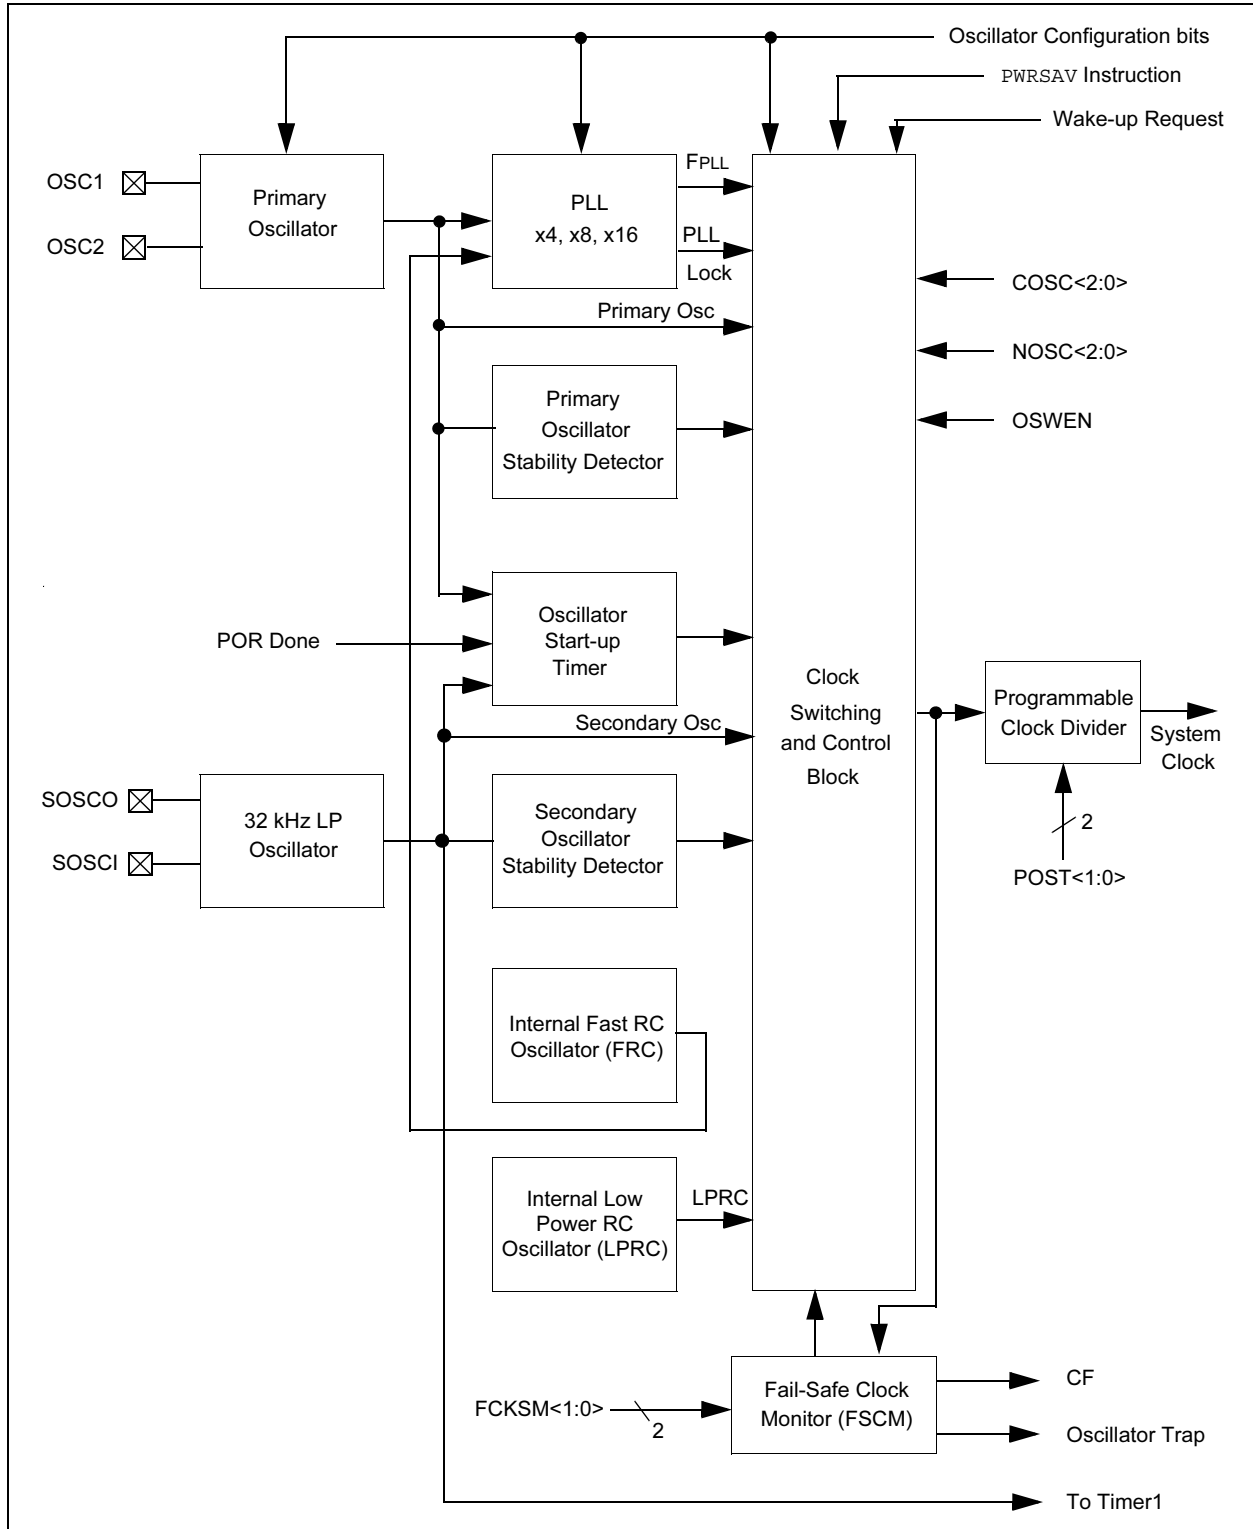 Oscillator Configuration bits
PWRSAV Instruction
Wake-up Request
OSC1
OSC2
Primary
Oscillator
PLL
x4, x8, x16
FPLL
PLL
Lock
COSC<2:0>
Primary Osc
NOSC<2:0>
Primary
Oscillator
Stability Detector
OSWEN
Oscillator
Start-up
Timer
POR Done
Clock
Switching
and Control
Block
Programmable
Clock Divider
System
Clock
Secondary Osc
SOSCO
SOSCI
32 kHz LP
Oscillator
Secondary
Oscillator
Stability Detector
2
POST<1:0>
Internal Fast RC
Oscillator (FRC)
Internal Low
Power RC
Oscillator (LPRC)
LPRC
FCKSM<1:0>
2
Fail-Safe Clock
Monitor (FSCM)
CF
Oscillator Trap
To Timer1